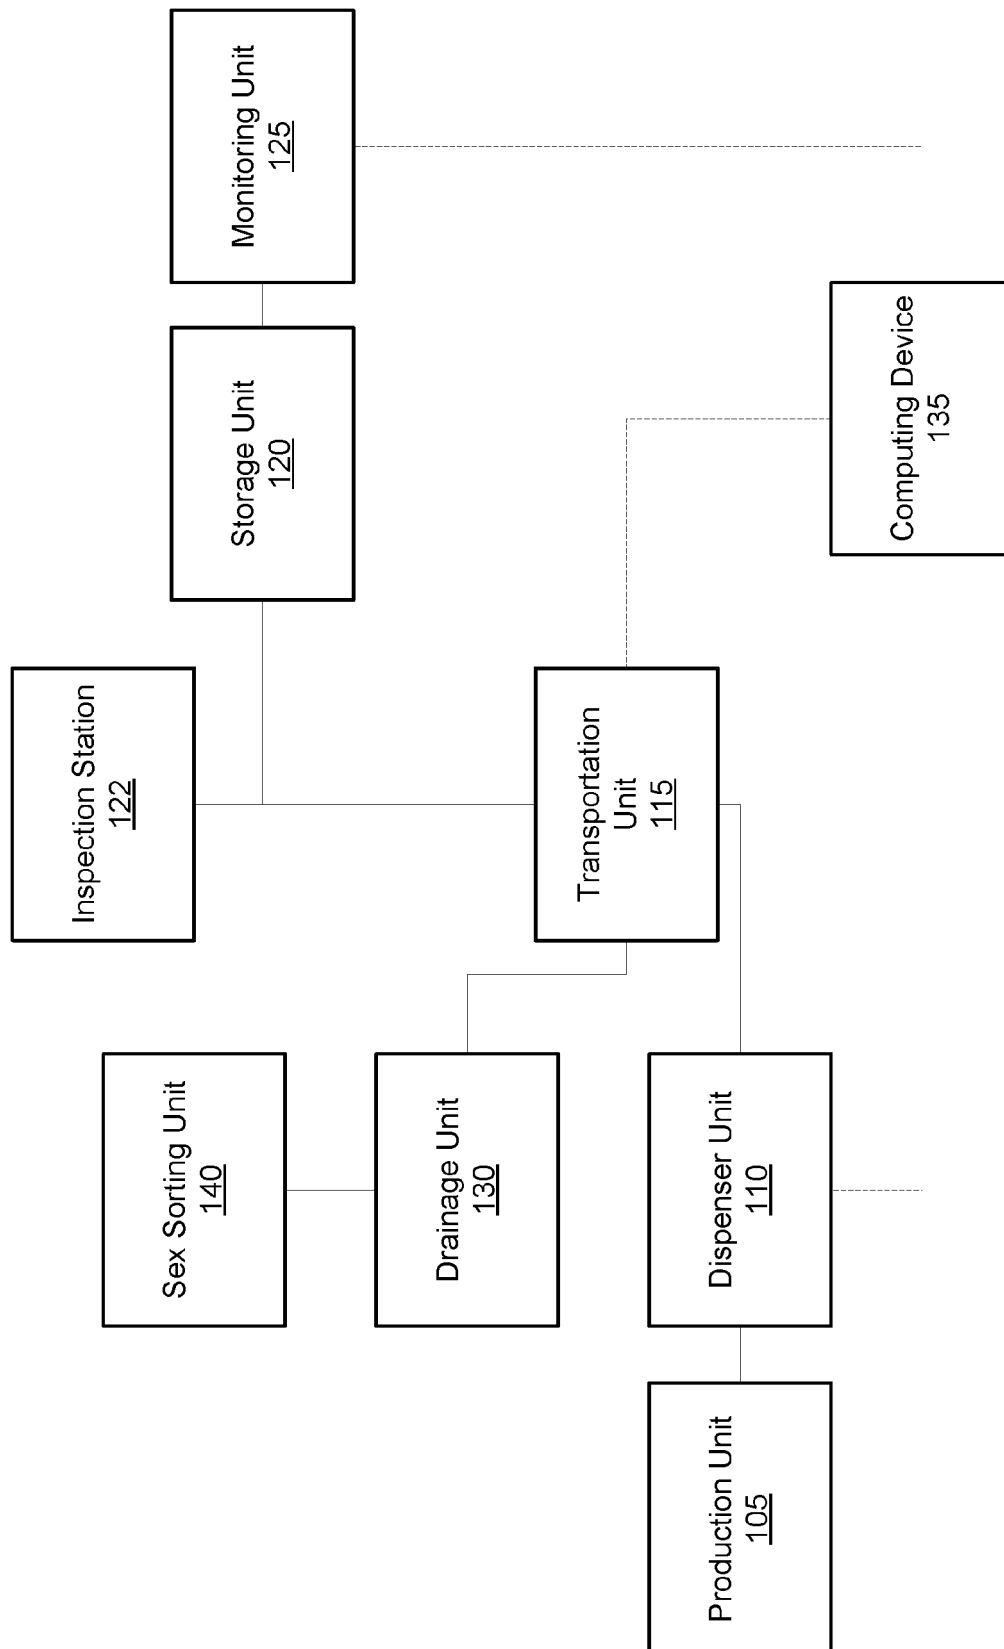 Inspection Station
122
Sex Sorting Unit
140
Storage Unit
120
Monitoring Unit
125
Drainage Unit
130
Transportation
Unit
115
Production Unit
105
Dispenser Unit
110
Computing Device
135